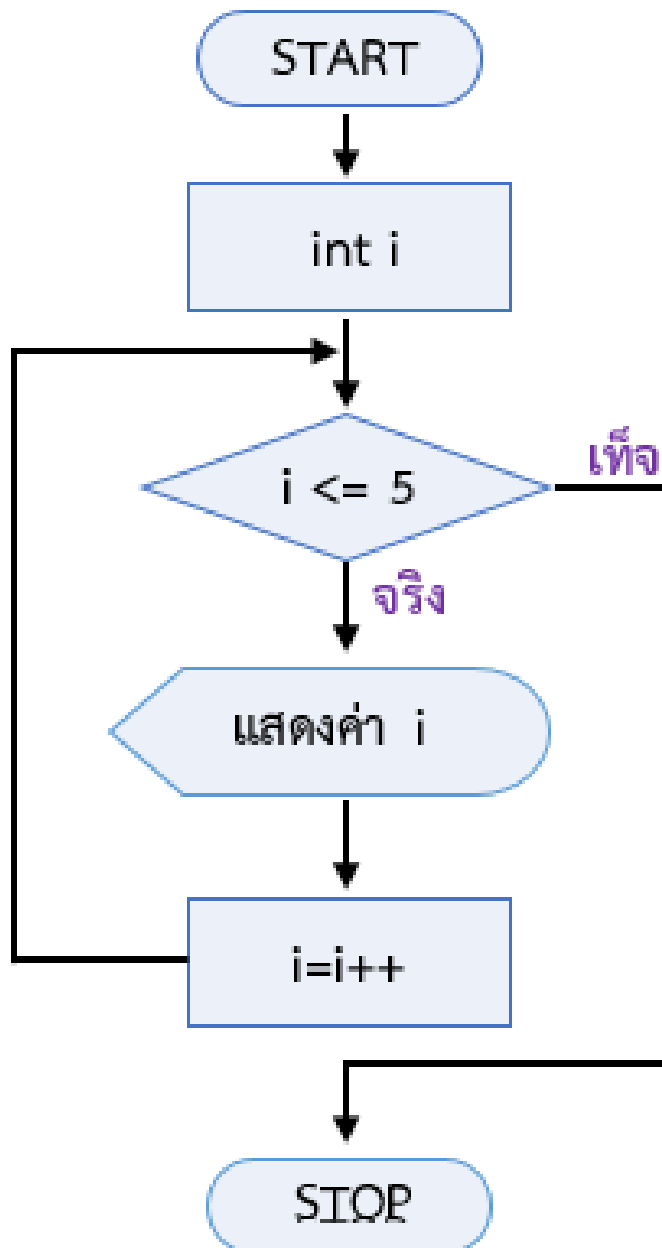 START
int i
i <= 5
เท็จ
จริง
แสดงค่า i
i=i++
STOP